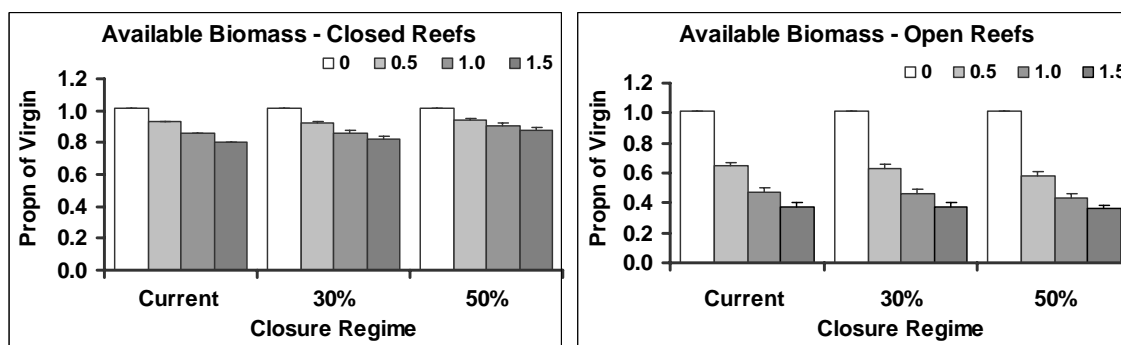 Available Biomass - Closed Reefs
0 0.5 1.0 1.5
1.2
1.0
0.8
0.6
0.4
0.2
0.0
Propn of Virgin
Current 30% 50%
Closure Regime
Available Biomass - Open Reefs
0 0.5 1.0 1.5
1.2
1.0
0.8
0.6
0.4
0.2
0.0
Propn of Virgin
Current 30% 50%
Closure Regime